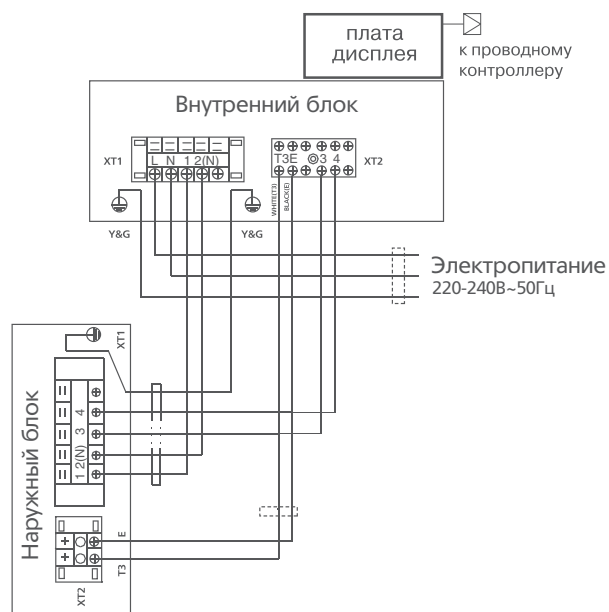 плата
дисплея
к проводному
контроллеру
Внутренний блок
XT1
L N 1 2(N)
T3E ⊚3 4
XT2
WHITE(T3)
BLACK(E)
Y&G
Y&G
Электропитание
220-240В~50Гц
Наружный блок
XT1
1 2(N) 3 4
XT2
T3
E